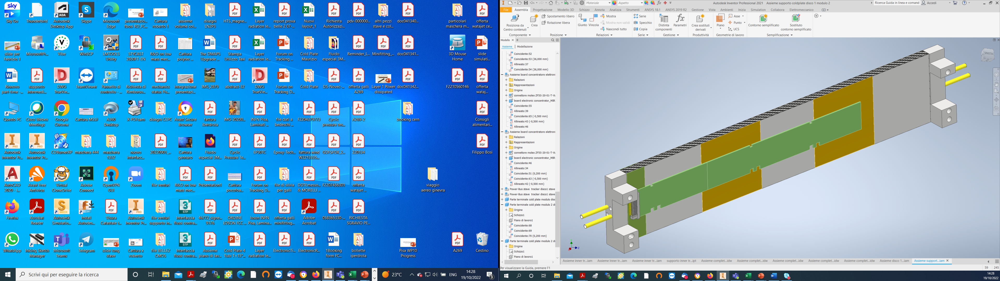 Sky Go
Thunderbird
Autodesk
Desktop App
Skype
Microsoft
Edge
presentazio...
fbosi RD_FC...
Cattura
roberto 1
assieme
volume col...
disegni
LN2P3
HTS_magne...
Layer
radiation le...
report prova
belle 2 07-...
Nuovi
layout_1
Richiesta
Autorizzazi...
pdv-000000...
altri pezzi
stave e col...
doc041340...
particolari
maschera m...
offerta
watajet ce...
slide per
Fabrizio 1
MicrosoftPr...
Vibe
WinSCP
LMTOOLS
Utility
STYCAST
2850FT-EN
R&D on low
mass mec...
Cattura
polytec ...
The DMAPS
Upgrade ...
Stampa
Utilizzo Taxi
Layer
radiation le...
Forum on
Tracking ...
Cold Plate
Maurizio
Fluido
especial 3M...
Reminder_L...
Minifitting_...
doc041341...
3D Mouse
Home
slide
simulati...
Rinnovo
part-time -...
supporto
intermedi...
DWG
TrueVie...
TeamViewer
Pannello di
controllo - ...
Richiesta di
Rimborso...
mechanics
status Pis...
integrazione
presentazi...
IMG_2879
abstract-32
DWG
TrueVie...
Forum on
Tracking D...
Cold Plate
DS-Novec-...
offerta galli
A269
Layer 1 Power
dissipated
doc041342...
F2210560146
offerta
wataj...
Questo PC
Cisco Webex
Meetings
Google
Chrome
Cattura M55J
A360
Desktop
X-PDFsam
disegni CEPC
Avast Secure
Browser
fattura
iberdrola
IMG-20200...
INFN Pisa,
Laminati ...
file dati a
bedeschi ...
F2204379773
Cyclic
pressure tes...
A269-2
booking cern
Consigli
alimentari...
Autodesk
Inventor Pr...
Autodesk
Inventor Pr...
CDBurnerXP
maschera 444
maschera
1332
nuovo
interfacc...
20220901_...
Cattura
gennaro
Fluido
especial 3M...
Cyclic
Pressure Te...
EP30TC
Epoxy-Tech...
fattura wind
W2213335...
GDFSFOX_2...
220134
Filippo Bosi
AutoCAD
2020 - I...
Avast Free
Antivirus
Virtual
CloneDrive
Adobe
Connect
OpenVPN
GUI
Zoom
file venturi
R&D on low
mass mec...
Presentation1
Cattura
pocofoa...
Forum on
Tracking D...
file di silvia
per galli
DDTEmesso...
& MORELLI ...
F2207456301
offerta
watajet ...
viaggio
aereo ginevra
Firefox
Acrobat
Reader
Autodesk
Simulatio...
Install
Autodes...
Visura
Catastale t...
Autodesk
Inventor Pr...
file venturi
supporto in...
Interfaccia
flussi contra...
46772_signe...
9176
ORDINE
LOSON FCC ...
loson INFN
Pisa, Lamina...
offerta galli
minifitting...
Adobe
Acrobat
058365330-...
RICHIESTA
SGRAVIO PE...
WhatsApp
Inkling Sketch
Manager
Microsoft
Teams
Telegram
slide long
stave
Cattura x
roberto
file BELLE2
CMOS
Interfaccia
flussi contra...
Assieme
piano di lav...
Cold Plate 4
Tubi T=15°...
Layer
radiation le...
ElectronicTi...
ElectronicR...
1Booking
form FC...
bollette
iperdrola
Pisa WP10
Progress
A269
Cestino
Scrivi qui per eseguire la ricerca
23°C
ENG
14:28
19/10/2022
Materiale
Aspetto
Autodesk Inventor Professional 2021 Assieme supporto coldplate disco 1 modulo 2
Ricerca Guida in linea e comand
Accedi
File Assembla Progettazione Modello 3D Schizzo Annota Analizza Strumenti ANSYS 18.1 ANSYS 2019 R2 Gestione Vista Ambienti Inizia Simulation Collabora Elettromeccanico
Posiziona da
Centro contenuti
Crea
Componente
Spostamento libero
Rotazione libera
Posizione
Giunto
Vincola
Mostra
Mostra non validi
Nascondi tutto
Relazioni
Serie
Specchio
Copia
Serie
Distinta
componenti
Parametri
Gestione
Crea sostituti
derivati
Produttività
Piano
Asse
Punto
UCS
Geometrie di lavoro
Contorno semplificato
Sostituto
contorno semplificato
Semplificazione
Modello
Assieme
Modellazione
Coincidente:52
Coincidente:53 (36,000 mm)
Allineato:37
Coincidente:54 (36,000 mm)
Assieme board concentratore elettroni
Relazioni
Rappresentazioni
Origine
connettore molex ZF5S-20-01-T-W
board electronic concentrator_MIR
Coincidente:55
Allineato:39
Coincidente:65 (-0,500 mm)
Allineato:43 (-0,500 mm)
Allineato:46
Assieme board concentratore elettroni
Relazioni
Rappresentazioni
Origine
connettore molex ZF5S-20-01-T-W
board electronic concentrator_MIR
Coincidente:46
Allineato:34
Coincidente:51 (0,200 mm)
Coincidente:63 (-0,500 mm)
Allineato:42 (-0,500 mm)
Power-Bus stave tracker disco1 stave
Power-Bus stave tracker disco1 stave
Parte terminale cold plate modulo disc
Parte terminale cold plate modulo 2 di
Origine
Schizzo1
Piano di lavoro1
Coincidente:68
Coincidente:69
Coincidente:70 (0,200 mm)
Parte terminale cold plate modulo 2 di
Origine
Schizzo1
Piano di lavoro1
SINISTRA
Assieme inner tr...iam
Assieme Inner tr...iam
Assieme inner tr...iam
supporto inner tr...ipt
Assieme complet...idw
Assieme complet...idw
Assieme complet...idw
Assieme complet...idw
Assieme complet...idw
Assieme disco 1...iam
Assieme support...iam
Per visualizzare la Guida, premere F1
59
245
14:28
19/10/2022